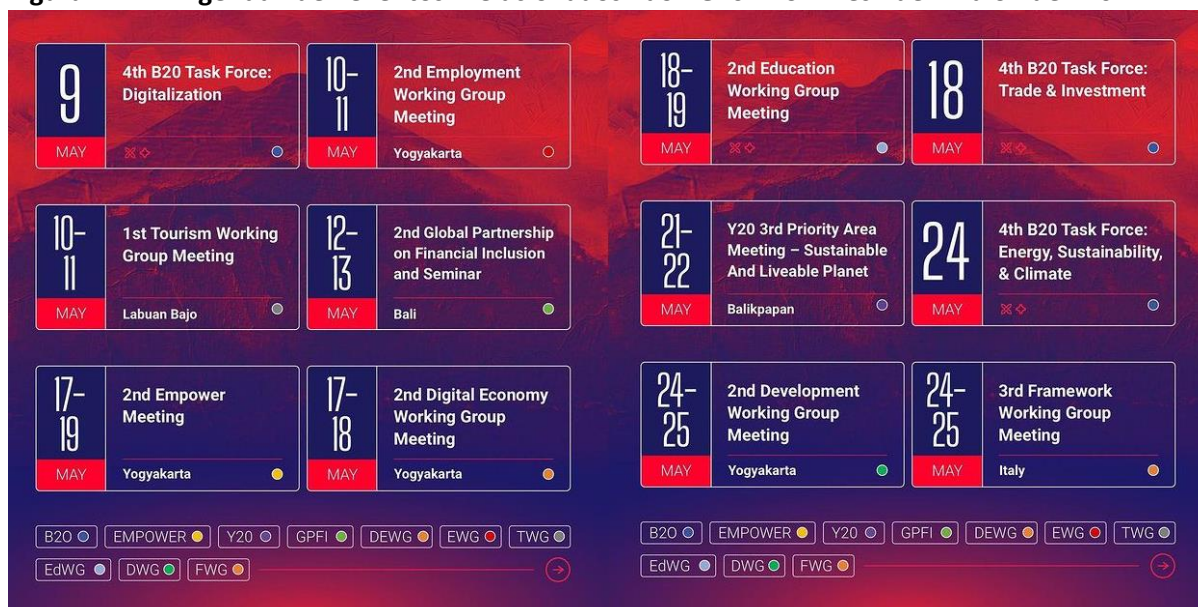 9
MAY
4th B20 Task Force:
Digitalization
10–
11
MAY
2nd Employment
Working Group
Meeting
Yogyakarta
10–
11
MAY
1st Tourism Working
Group Meeting
Labuan Bajo
12–
13
MAY
2nd Global Partnership
on Financial Inclusion
and Seminar
Bali
17–
19
MAY
2nd Empower
Meeting
Yogyakarta
17–
18
MAY
2nd Digital Economy
Working Group
Meeting
Yogyakarta
B20 EMPOWER Y20 GPFI DEWG EWG TWG
EdWG DWG FWG
18–
19
MAY
2nd Education
Working Group
Meeting
18
MAY
4th B20 Task Force:
Trade & Investment
21–
22
MAY
Y20 3rd Priority Area
Meeting – Sustainable
And Liveable Planet
Balikpapan
24
MAY
4th B20 Task Force:
Energy, Sustainability,
& Climate
24–
25
MAY
2nd Development
Working Group
Meeting
Yogyakarta
24–
25
MAY
3rd Framework
Working Group
Meeting
Italy
B20 EMPOWER Y20 GPFI DEWG EWG TWG
EdWG DWG FWG